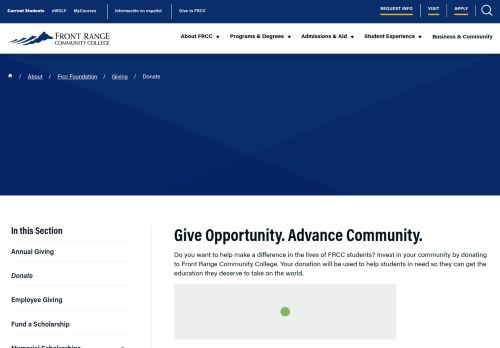 Current Students eWOLF MyCourses Información en español Give to FRCC REQUEST INFO VISIT APPLY
FRONT RANGE
COMMUNITY COLLEGE
About FRCC Programs & Degrees Admissions & Aid Student Experience Business & Community
/ About / Frcc Foundation / Giving / Donate
In this Section
Annual Giving
Donate
Employee Giving
Fund a Scholarship
Memorial Scholarships
Give Opportunity. Advance Community.
Do you want to help make a difference in the lives of FRCC students? Invest in your community by donating
to Front Range Community College. Your donation will be used to help students in need so they can get the
education they deserve to take on the world.